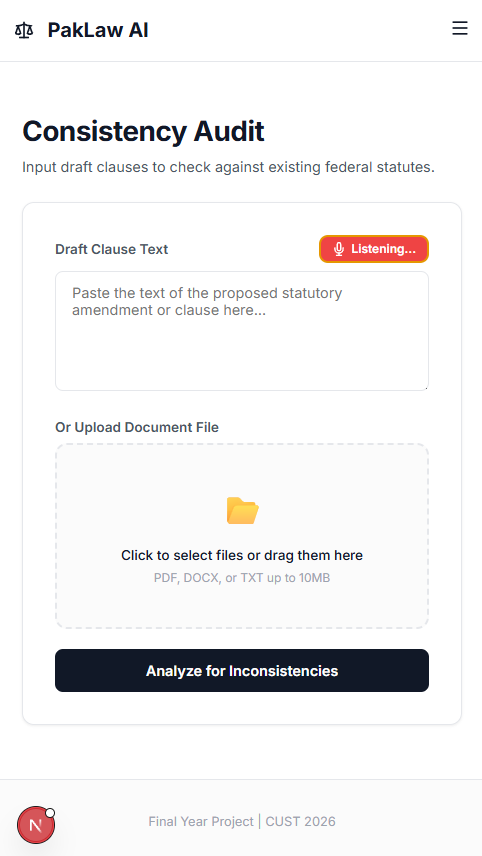 PakLaw AI
Consistency Audit
Input draft clauses to check against existing federal statutes.
Draft Clause Text
Listening...
Paste the text of the proposed statutory
amendment or clause here...
Or Upload Document File
Click to select files or drag them here
PDF, DOCX, or TXT up to 10MB
Analyze for Inconsistencies
N
Final Year Project | CUST 2026